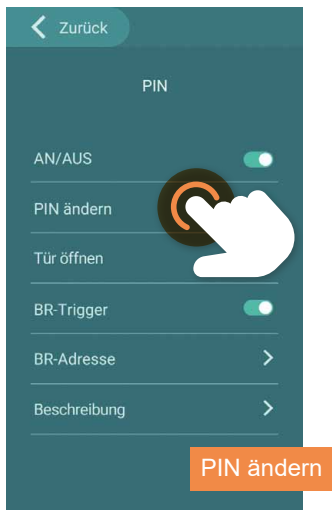 Zurück
PIN
AN/AUS
PIN ändern
Tür öffnen
BR-Trigger
BR-Adresse
Beschreibung
PIN ändern